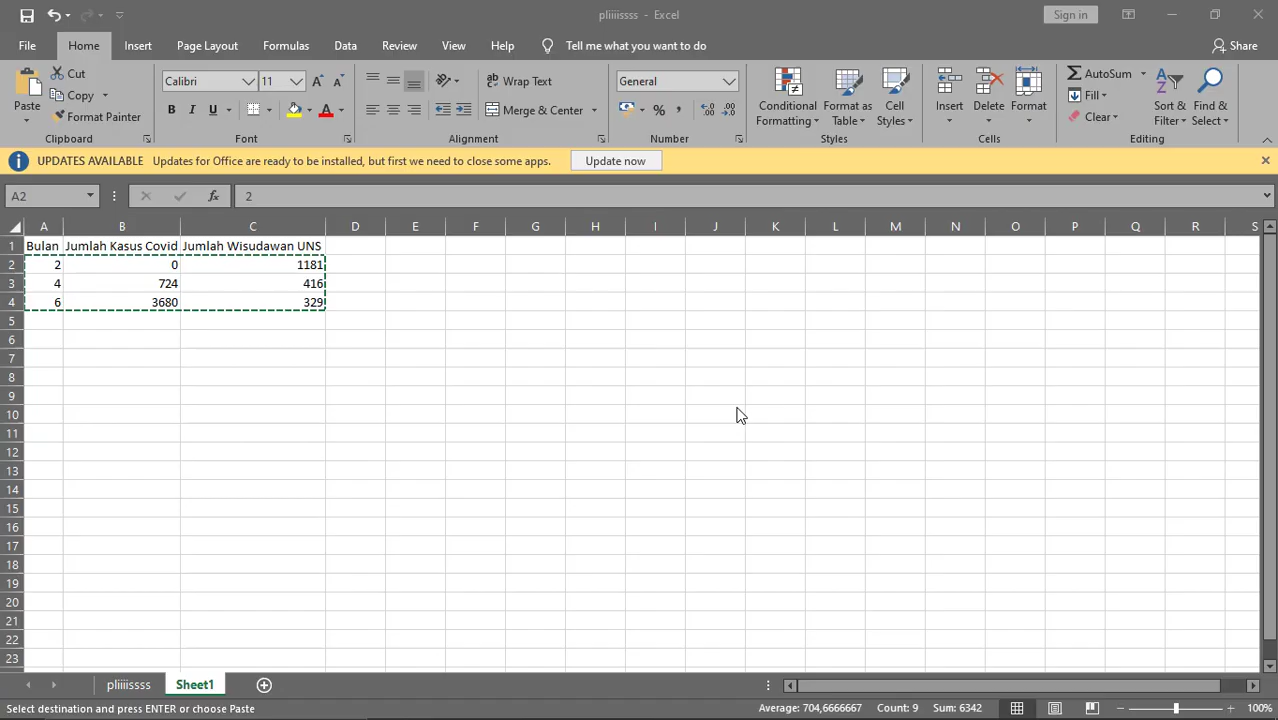 pliiiissss - Excel
Sign in
File Home Insert Page Layout Formulas Data Review View Help Tell me what you want to do Share
Paste
Cut
Copy
Format Painter
Clipboard
Calibri 11
B I U
Font
Wrap Text
Merge & Center
Alignment
General
Number
Conditional Formatting
Format as Table
Cell Styles
Styles
Insert
Delete
Format
Cells
AutoSum
Fill
Clear
Sort & Filter
Find & Select
Editing
UPDATES AVAILABLE Updates for Office are ready to be installed, but first we need to close some apps. Update now
A2 fx 2
A B C D E F G H I J K L M N O P Q R S
1 Bulan Jumlah Kasus Covid Jumlah Wisudawan UNS
2 2 0 1181
3 4 724 416
4 6 3680 329
5
6
7
8
9
10
11
12
13
14
15
16
17
18
19
20
21
22
23
pliiiissss Sheet1
Select destination and press ENTER or choose Paste Average: 704,6666667 Count: 9 Sum: 6342 100%